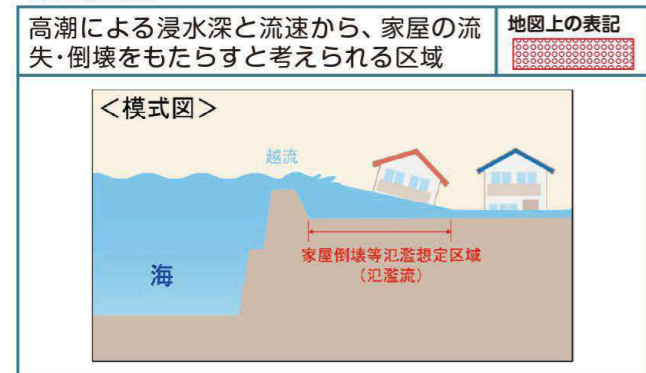 高潮による浸水深と流速から、家屋の流
失・倒壊をもたらすと考えられる区域
地図上の表記
＜模式図＞
越流
海
家屋倒壊等氾濫想定区域
（氾濫流）